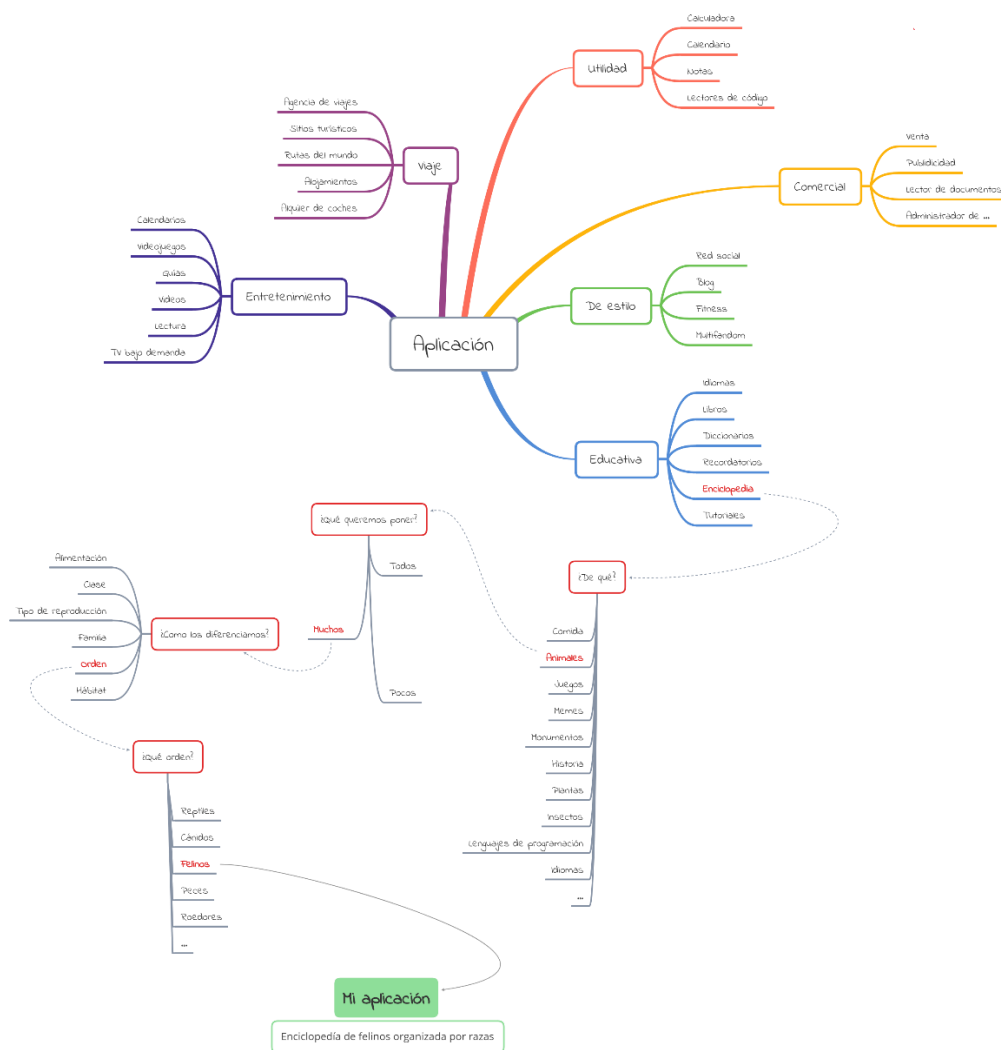 Aplicación
Utilidad
Calculadora
Calendario
Notas
Lectores de código
Comercial
Venta
Publidicidad
Lector de documentos
Administrador de ...
De estilo
Red social
Blog
Fitness
Multifandom
Educativa
Idiomas
Libros
Diccionarios
Recordatorios
Enciclopedia
Tutoriales
Viaje
Agencia de viajes
Sitios turísticos
Rutas del mundo
Alojamientos
Alquier de coches
Entretenimiento
Calendarios
Videojuegos
Guías
Videos
Lectura
TV bajo demanda
¿De qué?
Comida
Animales
Juegos
Memes
Monumentos
Historia
Plantas
Insectos
Lenguajes de programación
Idiomas
...
¿Qué queremos poner?
Todos
Muchos
Pocos
¿Como los diferenciamos?
Alimentación
Clase
Tipo de reproducción
Familia
Orden
Hábitat
¿Qué orden?
Reptiles
Cánidos
Felinos
Peces
Roedores
...
Mi aplicación
Enciclopedía de felinos organizada por razas